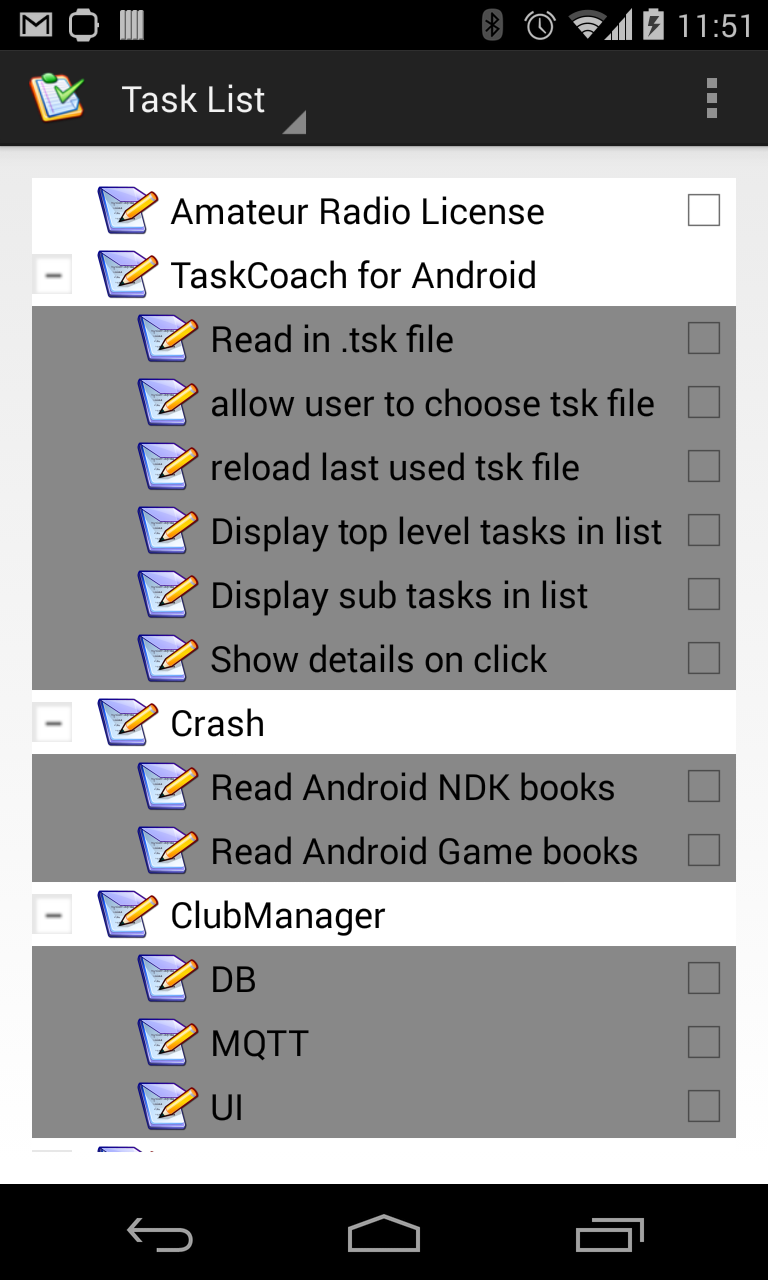 11:51
Task List
Amateur Radio License
TaskCoach for Android
Read in .tsk file
allow user to choose tsk file
reload last used tsk file
Display top level tasks in list
Display sub tasks in list
Show details on click
Crash
Read Android NDK books
Read Android Game books
ClubManager
DB
MQTT
UI